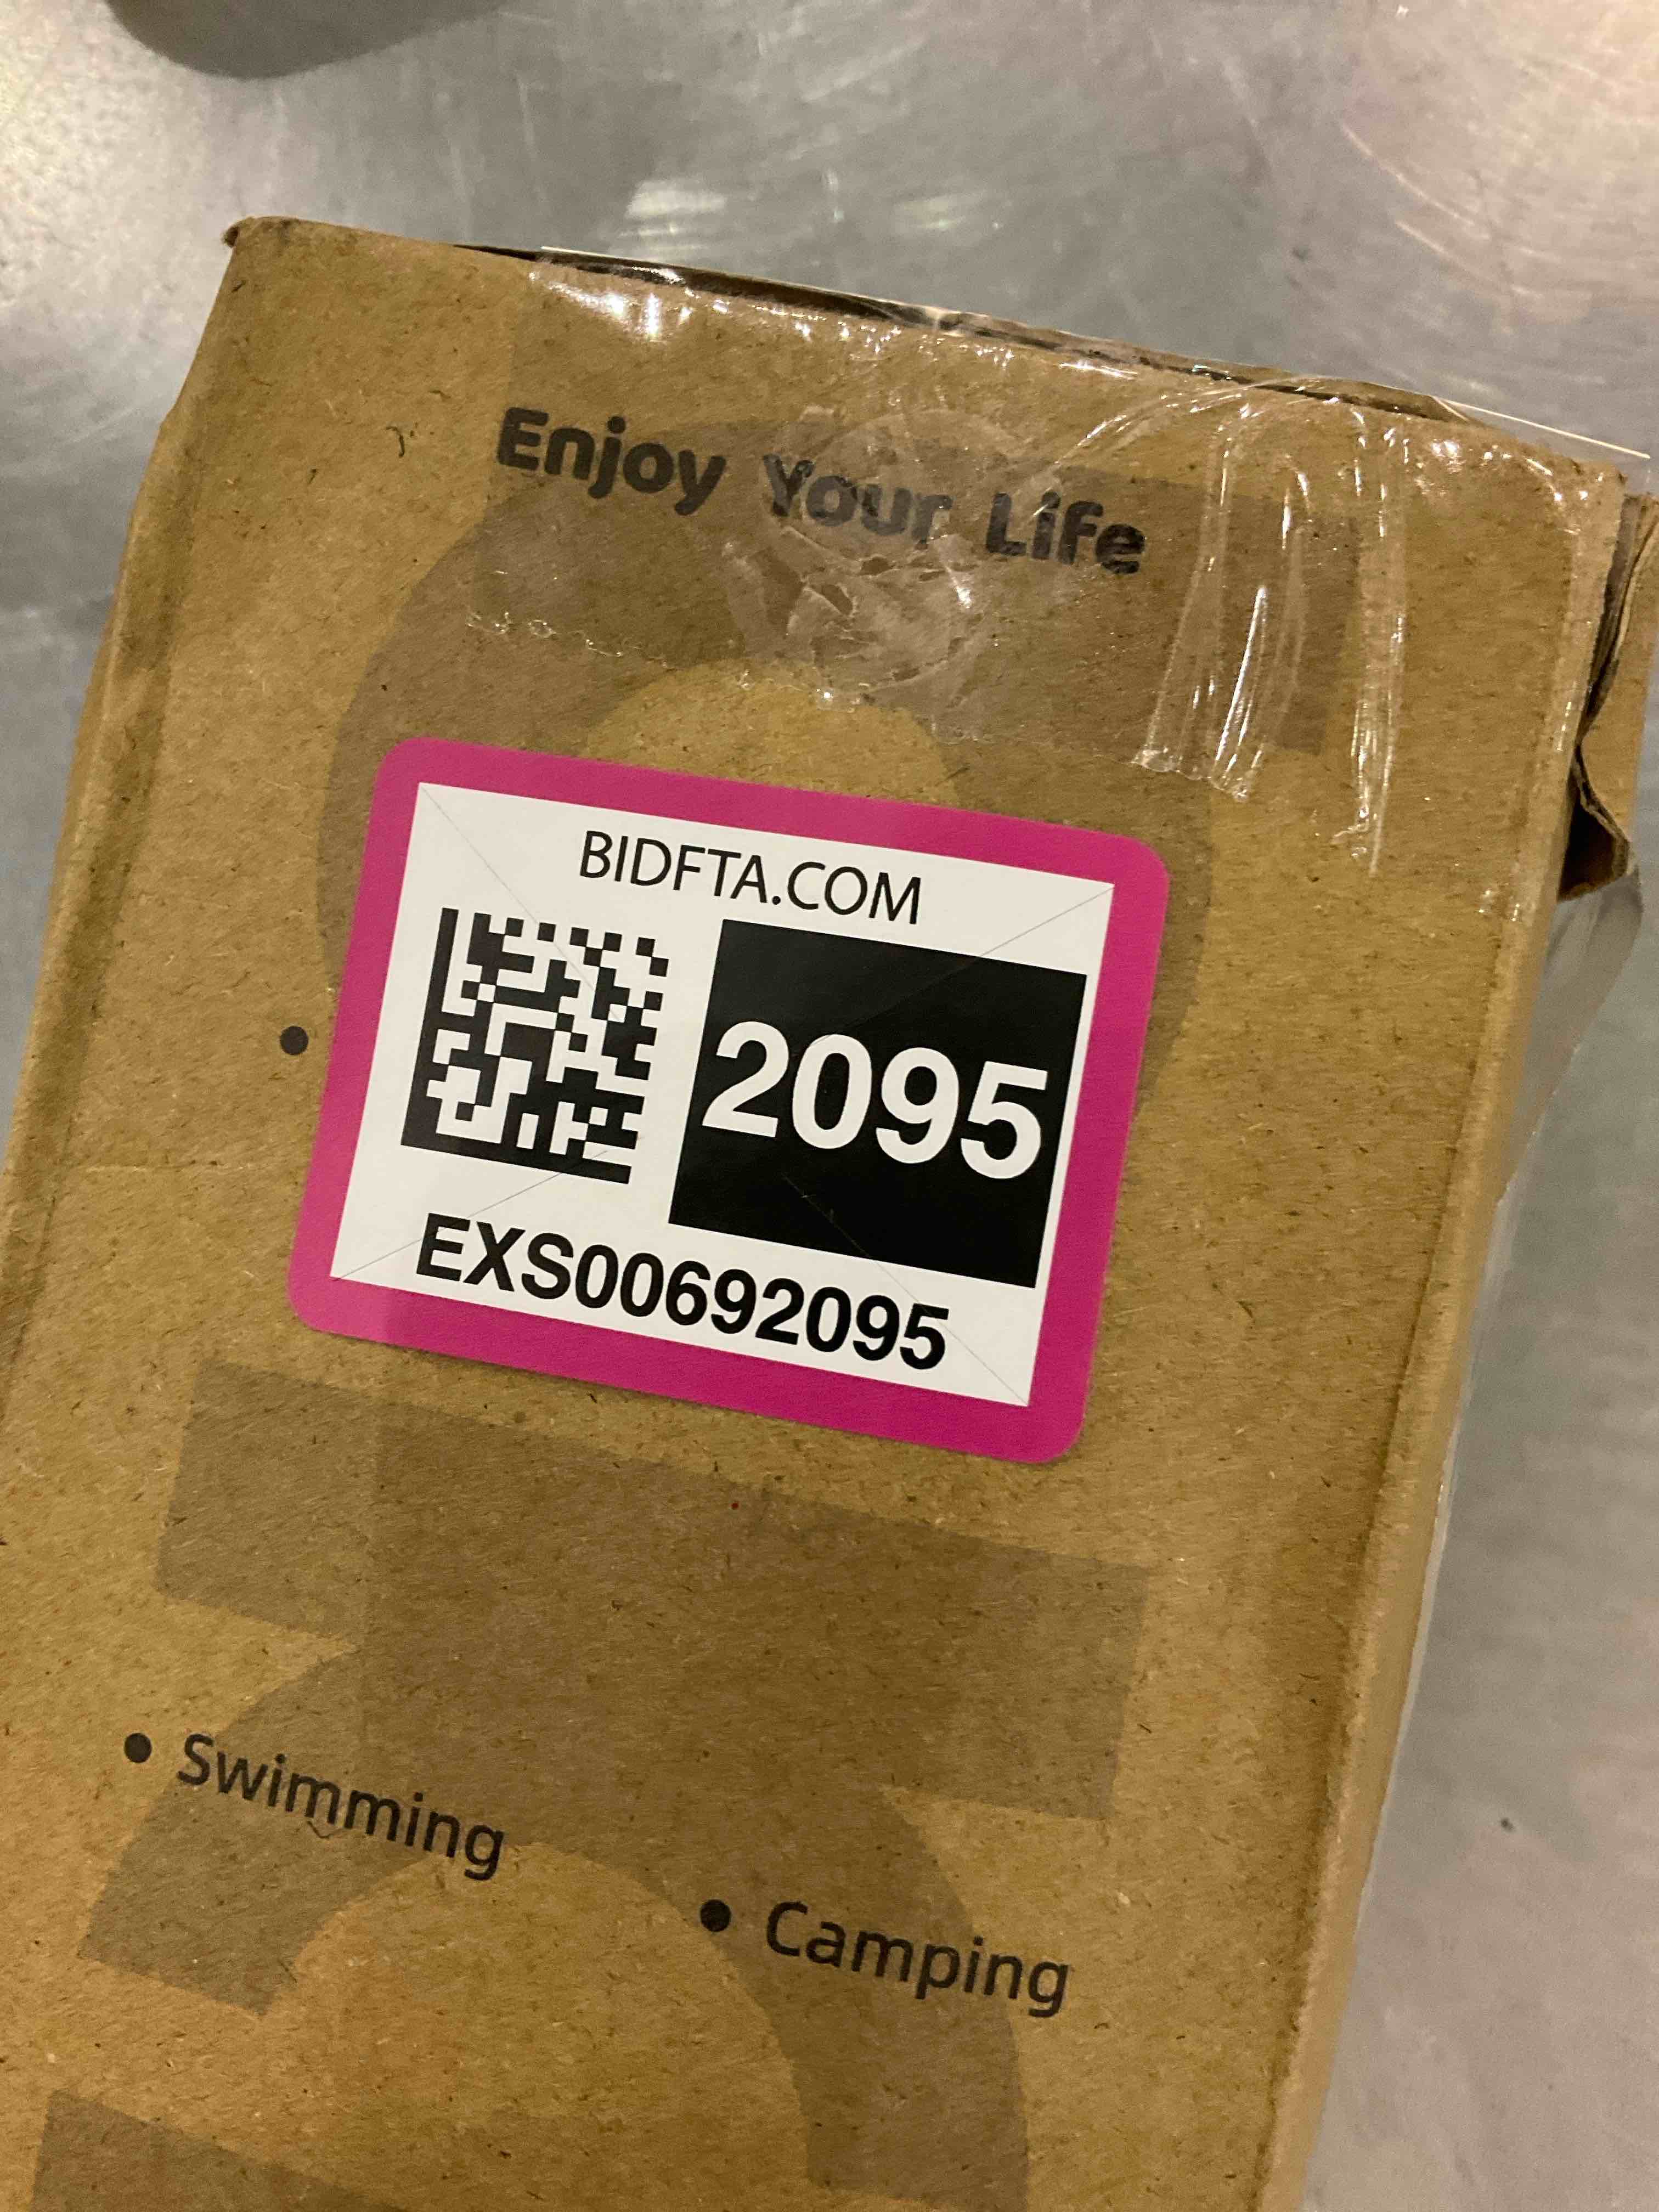 Enjoy Your Life
BIDFTA.COM
2095
EXS00692095
• Swimming
• Camping